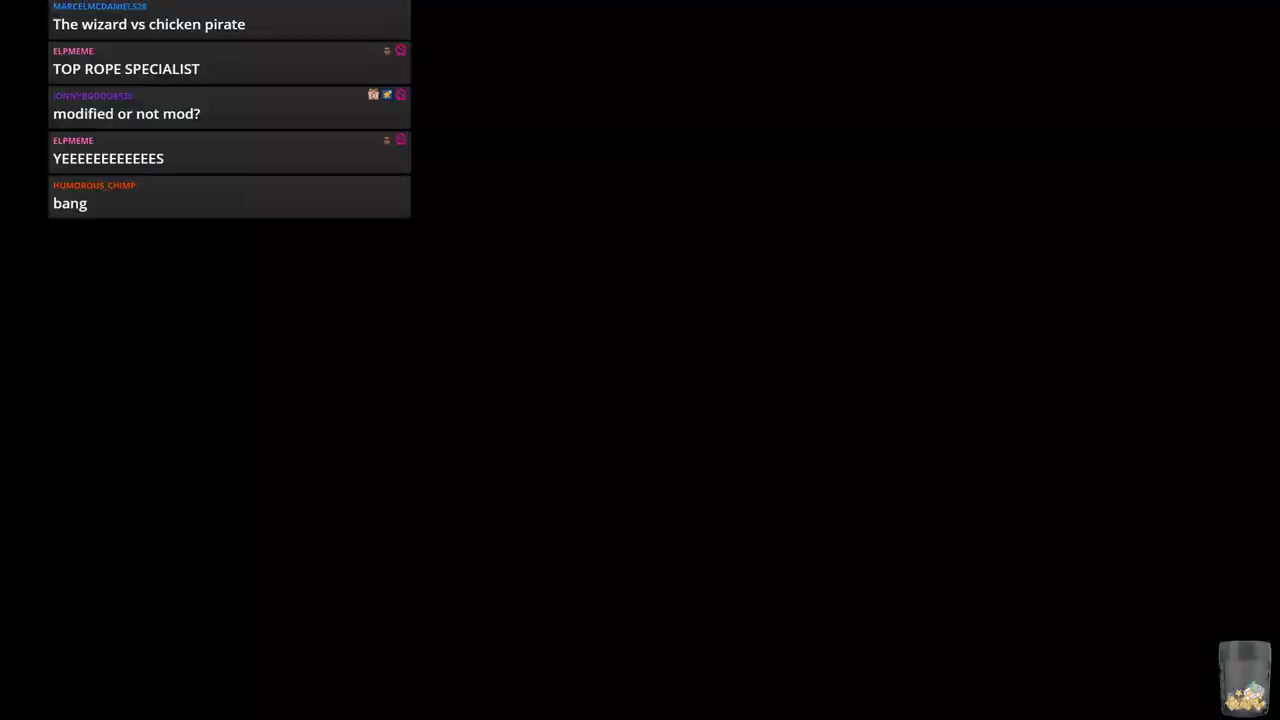 MARCELMCDANIELS28
The wizard vs chicken pirate
ELPMEME
TOP ROPE SPECIALIST
modified or not mod?
ELPMEME
YEEEEEEEEEEEES
HUMOROUS_CHIMP
bang